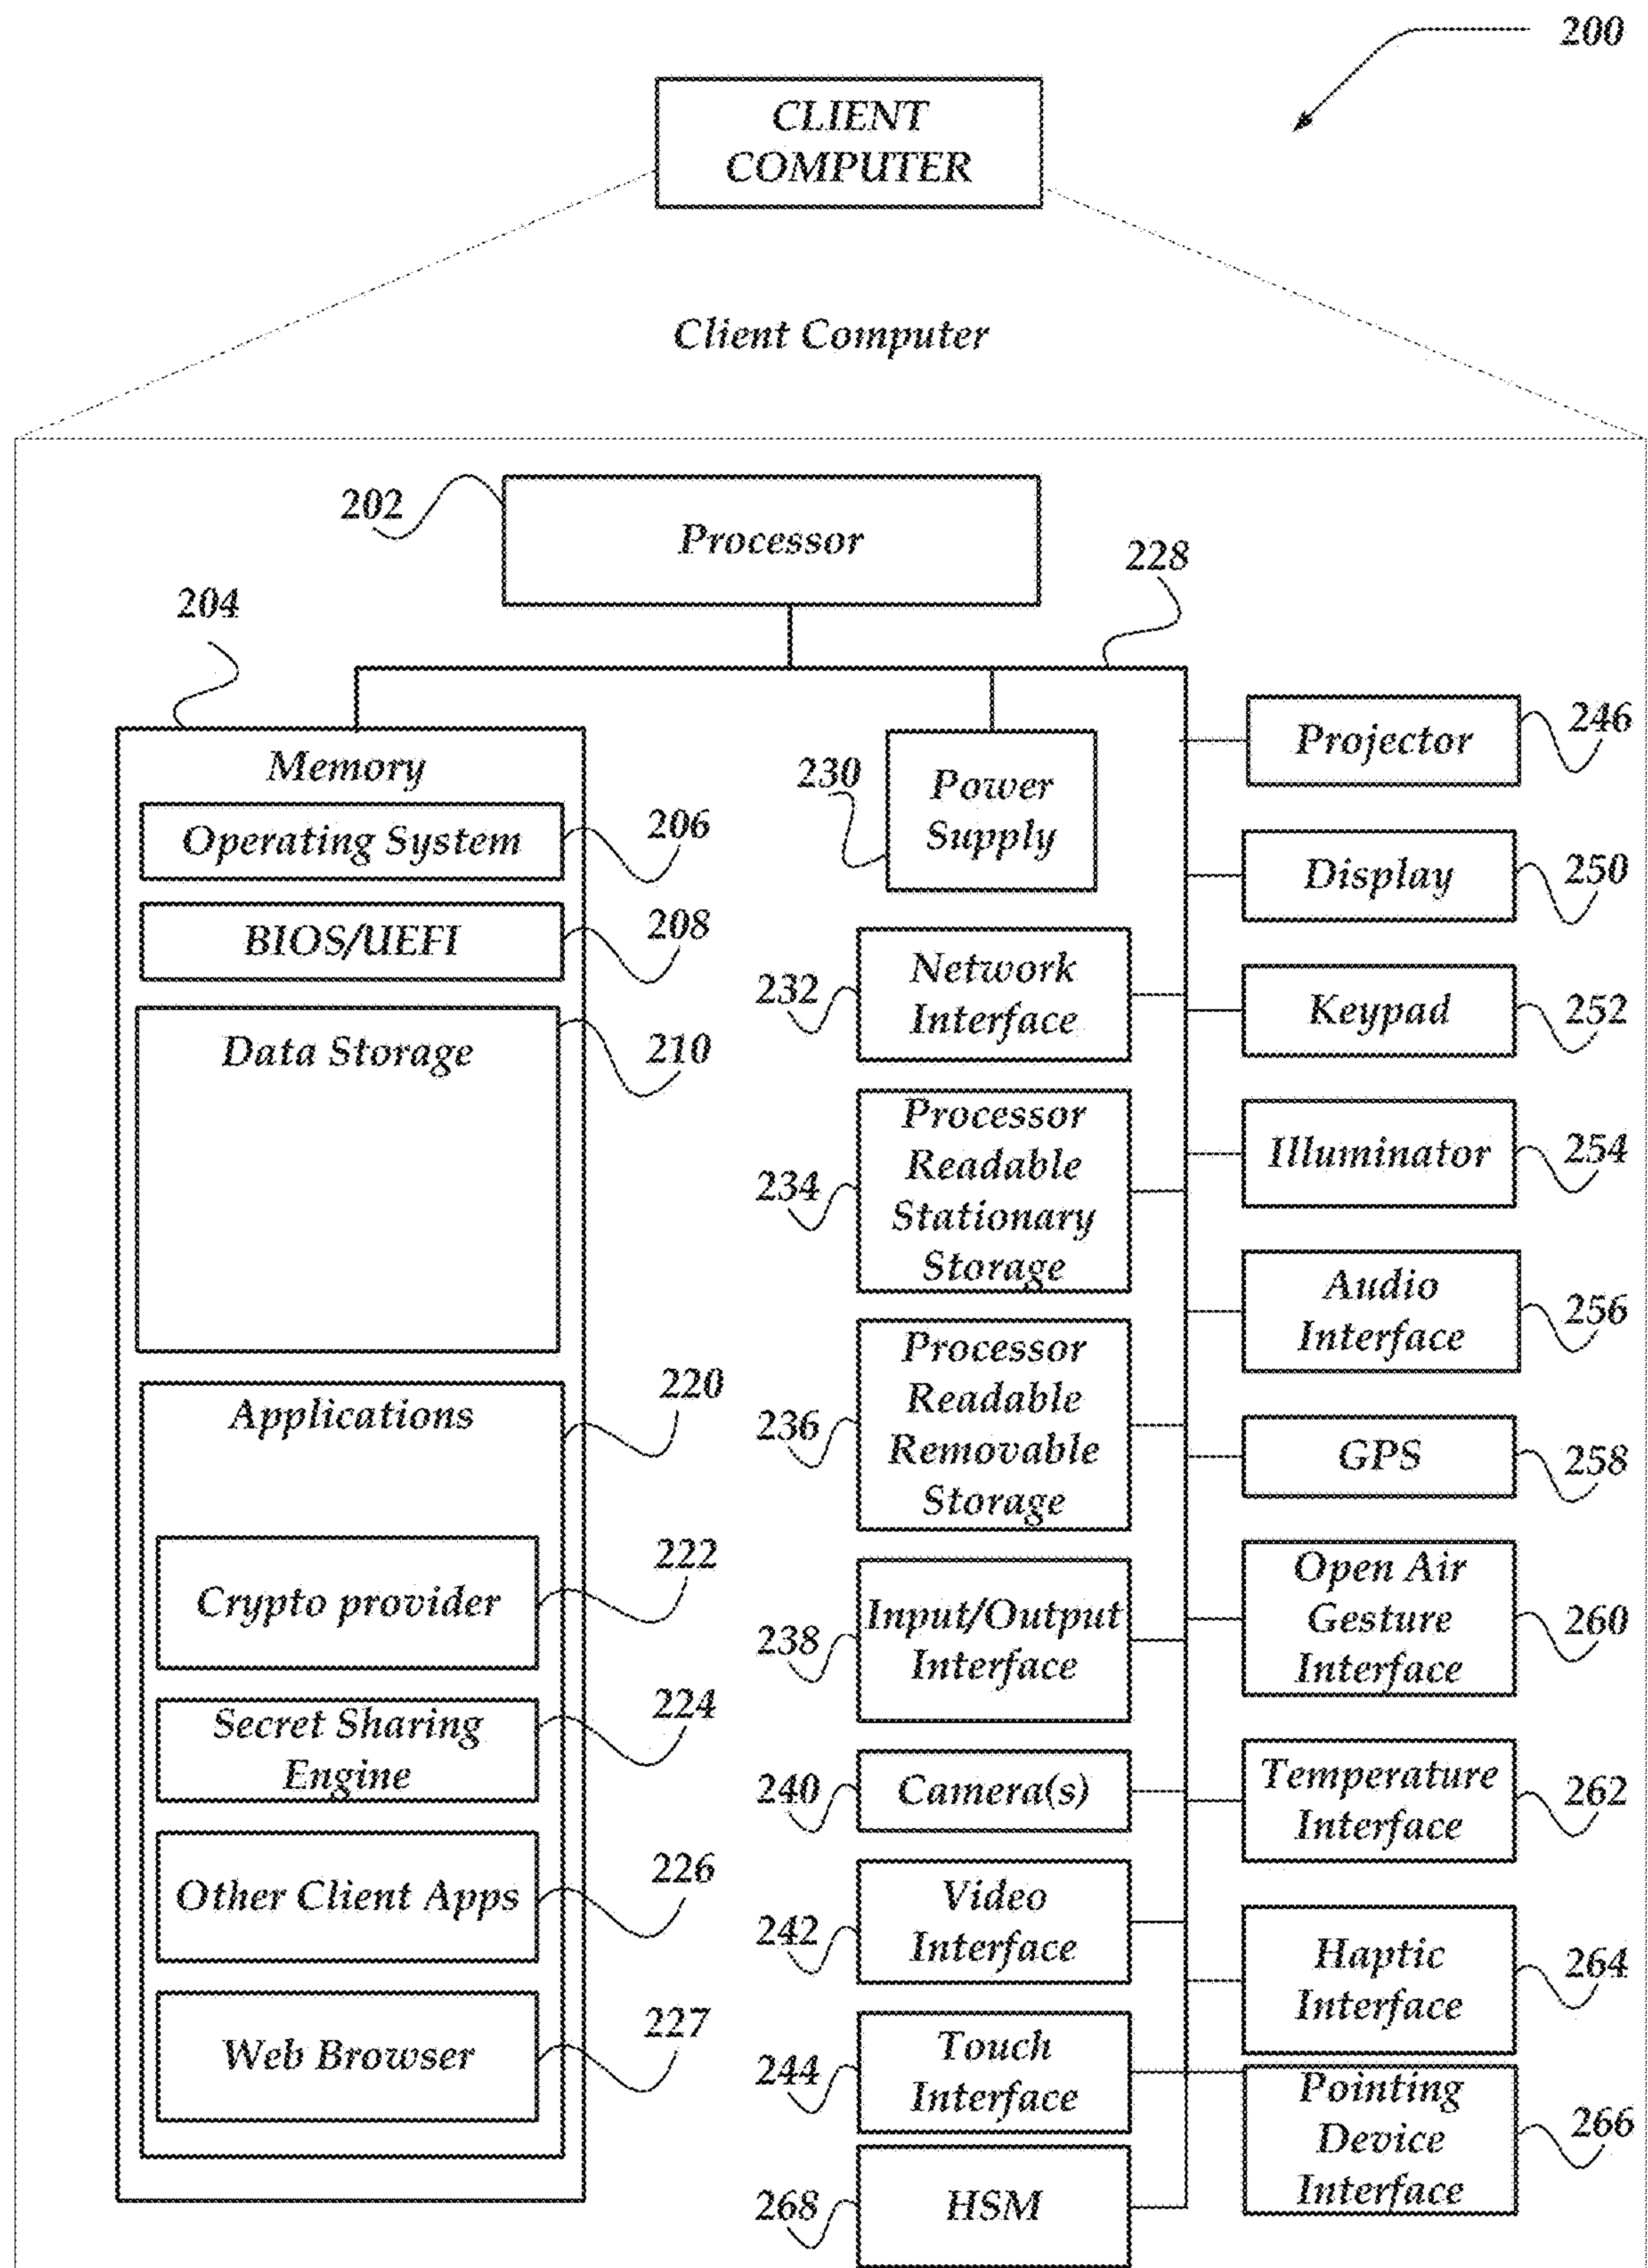 200
CLIENT
COMPUTER
Client Computer
202
Processor
228
204
Memory
Operating System
206
BIOS/UEFI
208
Data Storage
210
Applications
220
Crypto provider
222
Secret Sharing
Engine
224
Other Client Apps
226
Web Browser
227
230
Power
Supply
232
Network
Interface
234
Processor
Readable
Stationary
Storage
236
Processor
Readable
Removable
Storage
238
Input/Output
Interface
240
Camera(s)
242
Video
Interface
244
Touch
Interface
268
HSM
Projector
246
Display
250
Keypad
252
Illuminator
254
Audio
Interface
256
GPS
258
Open Air
Gesture
Interface
260
Temperature
Interface
262
Haptic
Interface
264
Pointing
Device
Interface
266